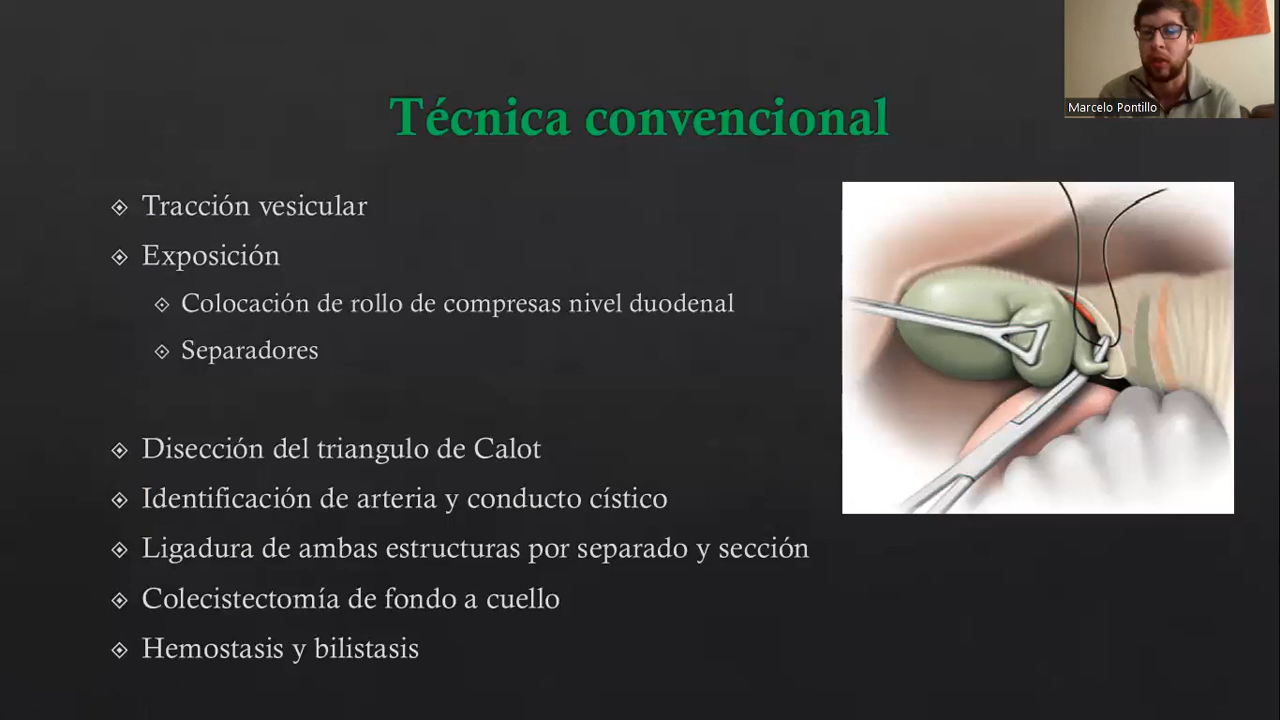 Marcelo Pontillo
Técnica convencional
Tracción vesicular
Exposición
Colocación de rollo de compresas nivel duodenal
Separadores
Disección del triangulo de Calot
Identificación de arteria y conducto cístico
Ligadura de ambas estructuras por separado y sección
Colecistectomía de fondo a cuello
Hemostasis y bilistasis